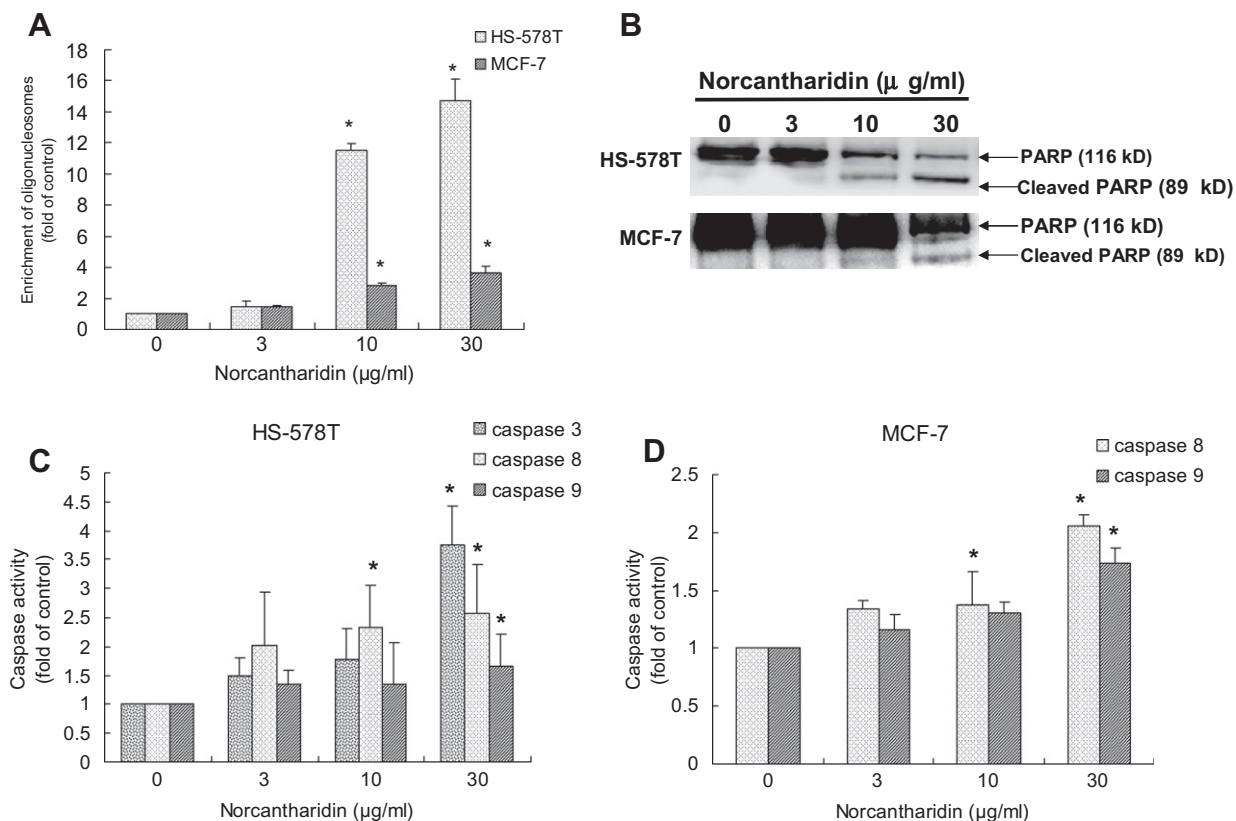 A
HS-578T
MCF-7
Enrichment of oligonucleosomes
(fold of control)
18
16
14
12
10
8
6
4
2
0
*
*
*
*
0 3 10 30
Norcantharidin (µg/ml)
B
Norcantharidin (μ g/ml)
0 3 10 30
HS-578T
PARP (116 kD)
Cleaved PARP (89 kD)
MCF-7
PARP (116 kD)
Cleaved PARP (89 kD)
C
HS-578T
caspase 3
caspase 8
caspase 9
Caspase activity
(fold of control)
5
4.5
4
3.5
3
2.5
2
1.5
1
0.5
0
*
*
*
*
0 3 10 30
Norcantharidin (µg/ml)
D
MCF-7
caspase 8
caspase 9
Caspase activity
(fold of control)
2.5
2
1.5
1
0.5
0
*
*
*
0 3 10 30
Norcantharidin (µg/ml)